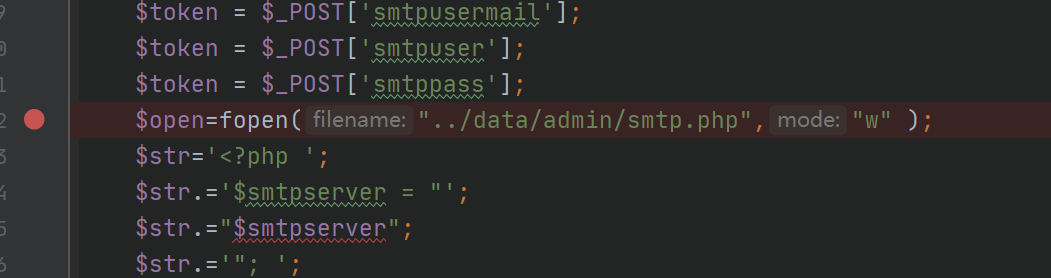 9 $token = $_POST['smtpusermail'];
0 $token = $_POST['smtpuser'];
1 $token = $_POST['smtppass'];
2 $open=fopen( filename: "../data/admin/smtp.php", mode: "w" );
3 $str='<?php ';
4 $str.='$smtpserver = "';
5 $str.="$smtpserver";
6 $str.='"; ';